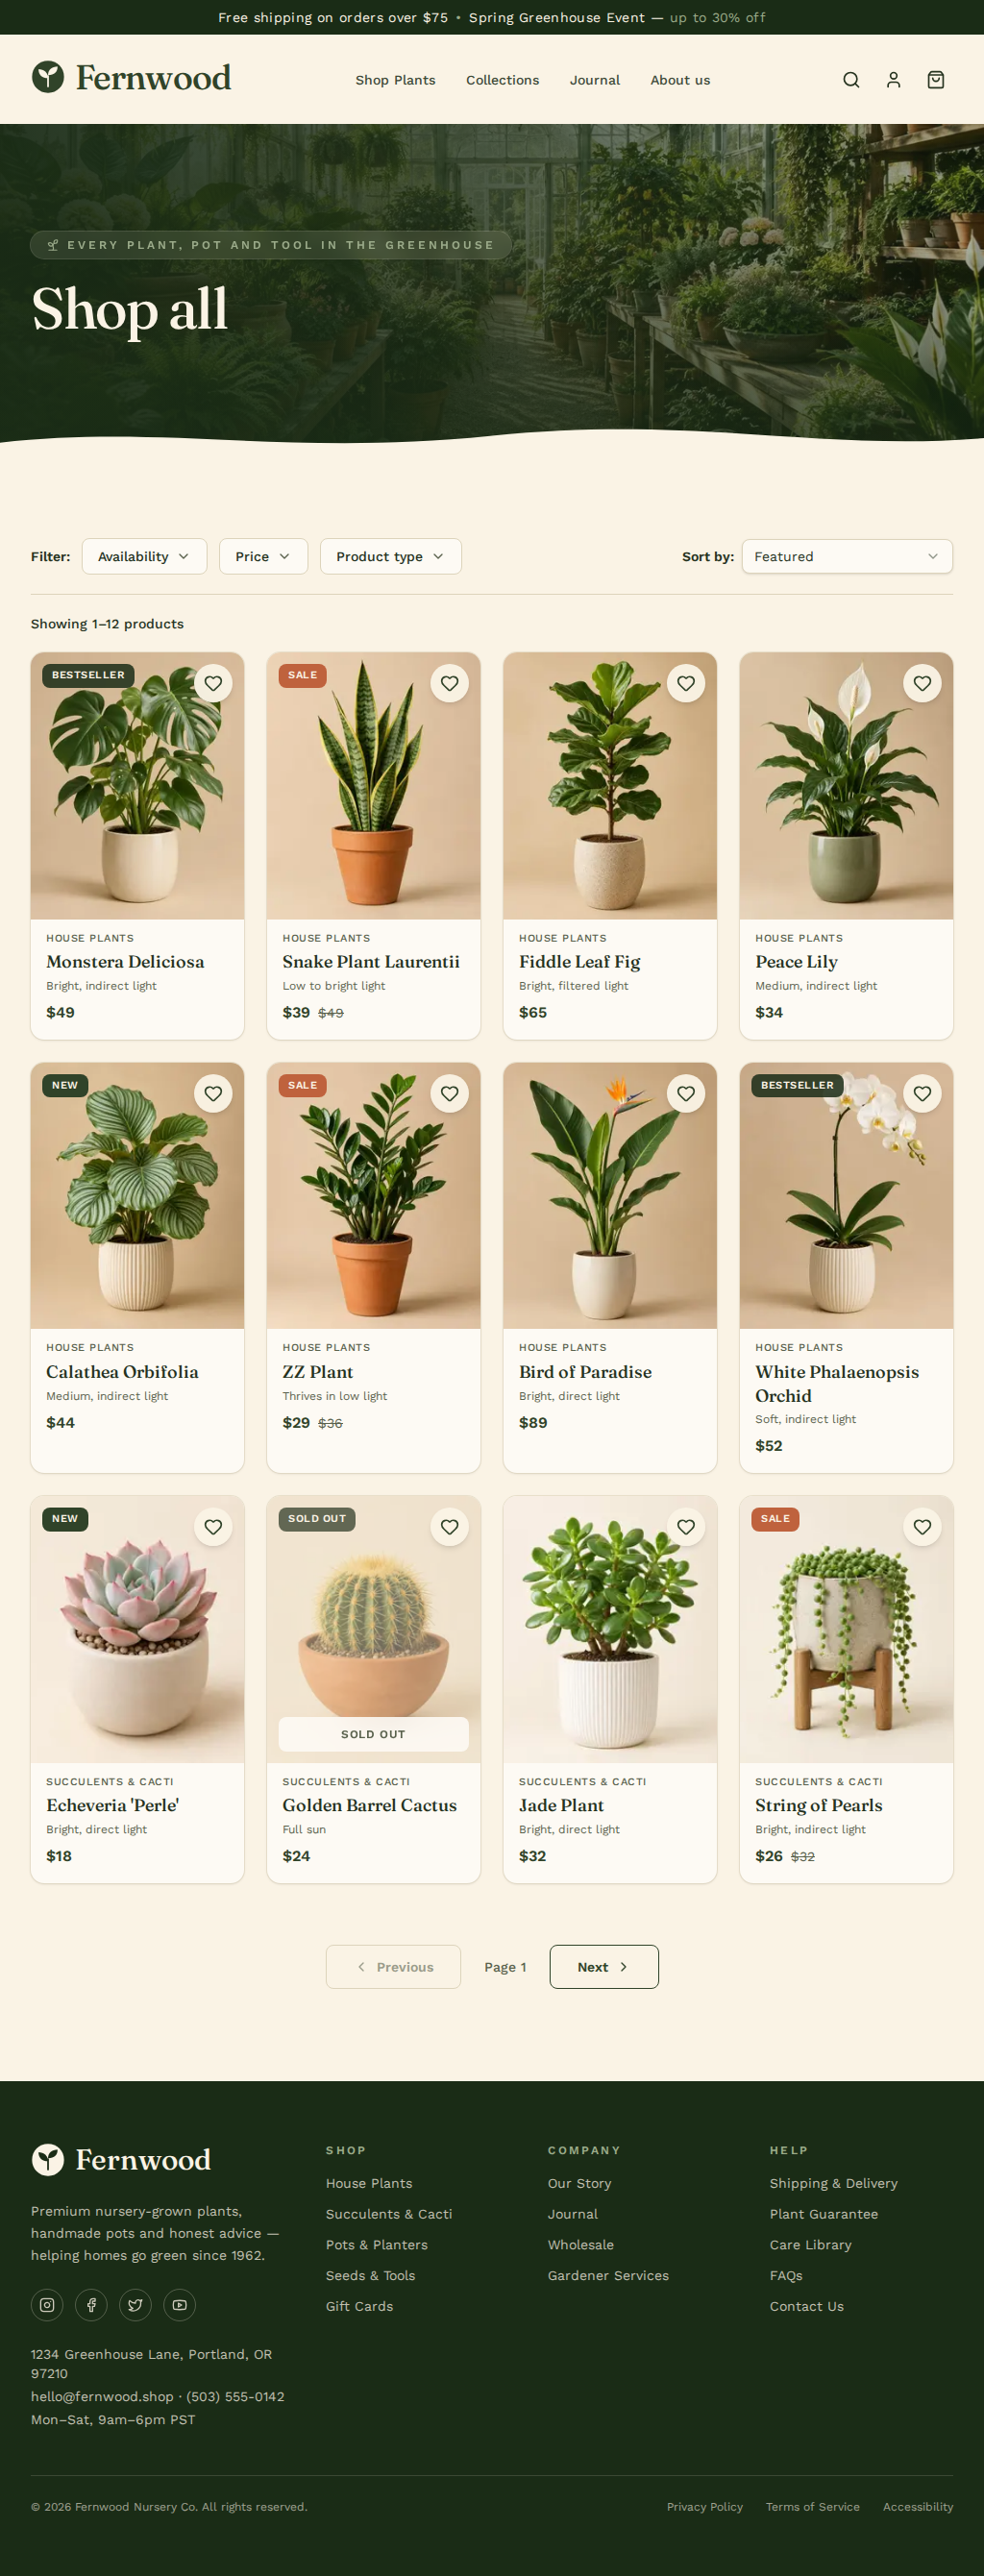 Free shipping on orders over $75 • Spring Greenhouse Event — up to 30% off
Fernwood
Shop Plants
Collections
Journal
About us
EVERY PLANT, POT AND TOOL IN THE GREENHOUSE
Shop all
Filter:
Availability
Price
Product type
Sort by:
Featured
Showing 1–12 products
BESTSELLER
HOUSE PLANTS
Monstera Deliciosa
Bright, indirect light
$49
SALE
HOUSE PLANTS
Snake Plant Laurentii
Low to bright light
$39 $49
HOUSE PLANTS
Fiddle Leaf Fig
Bright, filtered light
$65
HOUSE PLANTS
Peace Lily
Medium, indirect light
$34
NEW
HOUSE PLANTS
Calathea Orbifolia
Medium, indirect light
$44
SALE
HOUSE PLANTS
ZZ Plant
Thrives in low light
$29 $36
HOUSE PLANTS
Bird of Paradise
Bright, direct light
$89
BESTSELLER
HOUSE PLANTS
White Phalaenopsis
Orchid
Soft, indirect light
$52
NEW
SUCCULENTS & CACTI
Echeveria 'Perle'
Bright, direct light
$18
SOLD OUT
SOLD OUT
SUCCULENTS & CACTI
Golden Barrel Cactus
Full sun
$24
SUCCULENTS & CACTI
Jade Plant
Bright, direct light
$32
SALE
SUCCULENTS & CACTI
String of Pearls
Bright, indirect light
$26 $32
Previous
Page 1
Next
Fernwood
Premium nursery-grown plants,
handmade pots and honest advice —
helping homes go green since 1962.
1234 Greenhouse Lane, Portland, OR
97210
hello@fernwood.shop · (503) 555-0142
Mon–Sat, 9am–6pm PST
SHOP
House Plants
Succulents & Cacti
Pots & Planters
Seeds & Tools
Gift Cards
COMPANY
Our Story
Journal
Wholesale
Gardener Services
HELP
Shipping & Delivery
Plant Guarantee
Care Library
FAQs
Contact Us
© 2026 Fernwood Nursery Co. All rights reserved.
Privacy Policy
Terms of Service
Accessibility